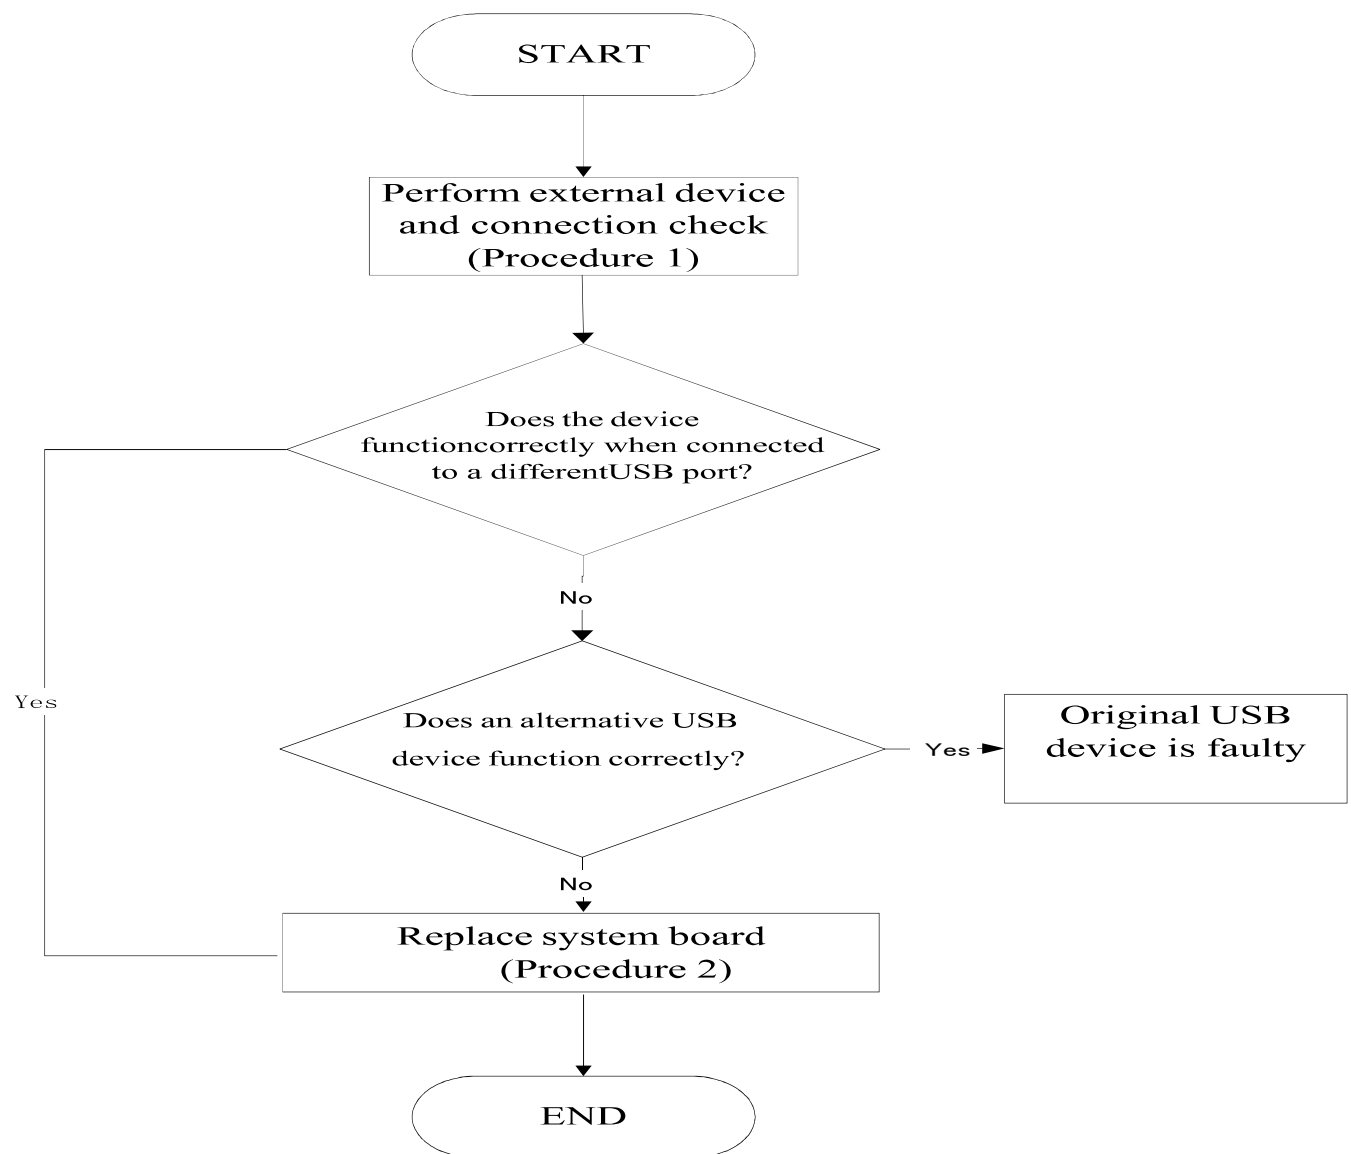 START
Perform external device
and connection check
(Procedure 1)
Does the device
functioncorrectly when connected
to a differentUSB port?
No
Yes
Does an alternative USB
device function correctly?
Yes
Original USB
device is faulty
No
Replace system board
(Procedure 2)
END